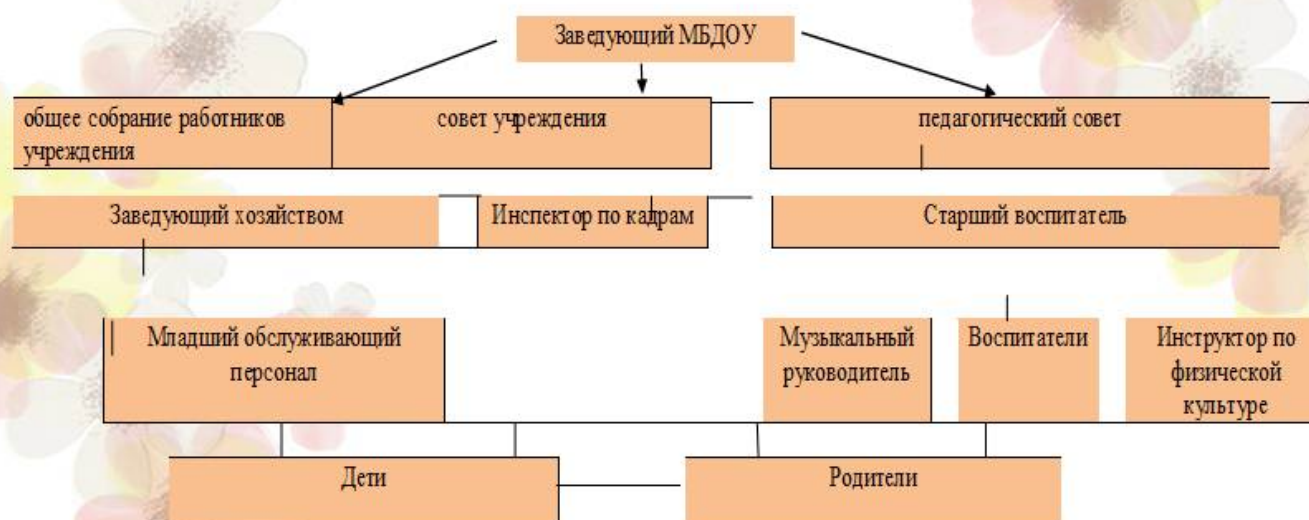 Заведующий МБДОУ
общее собрание работников
учреждения
совет учреждения
педагогический совет
Заведующий хозяйством
Инспектор по кадрам
Старший воспитатель
Младший обслуживающий
персонал
Музыкальный
руководитель
Воспитатели
Инструктор по
физической
культуре
Дети
Родители